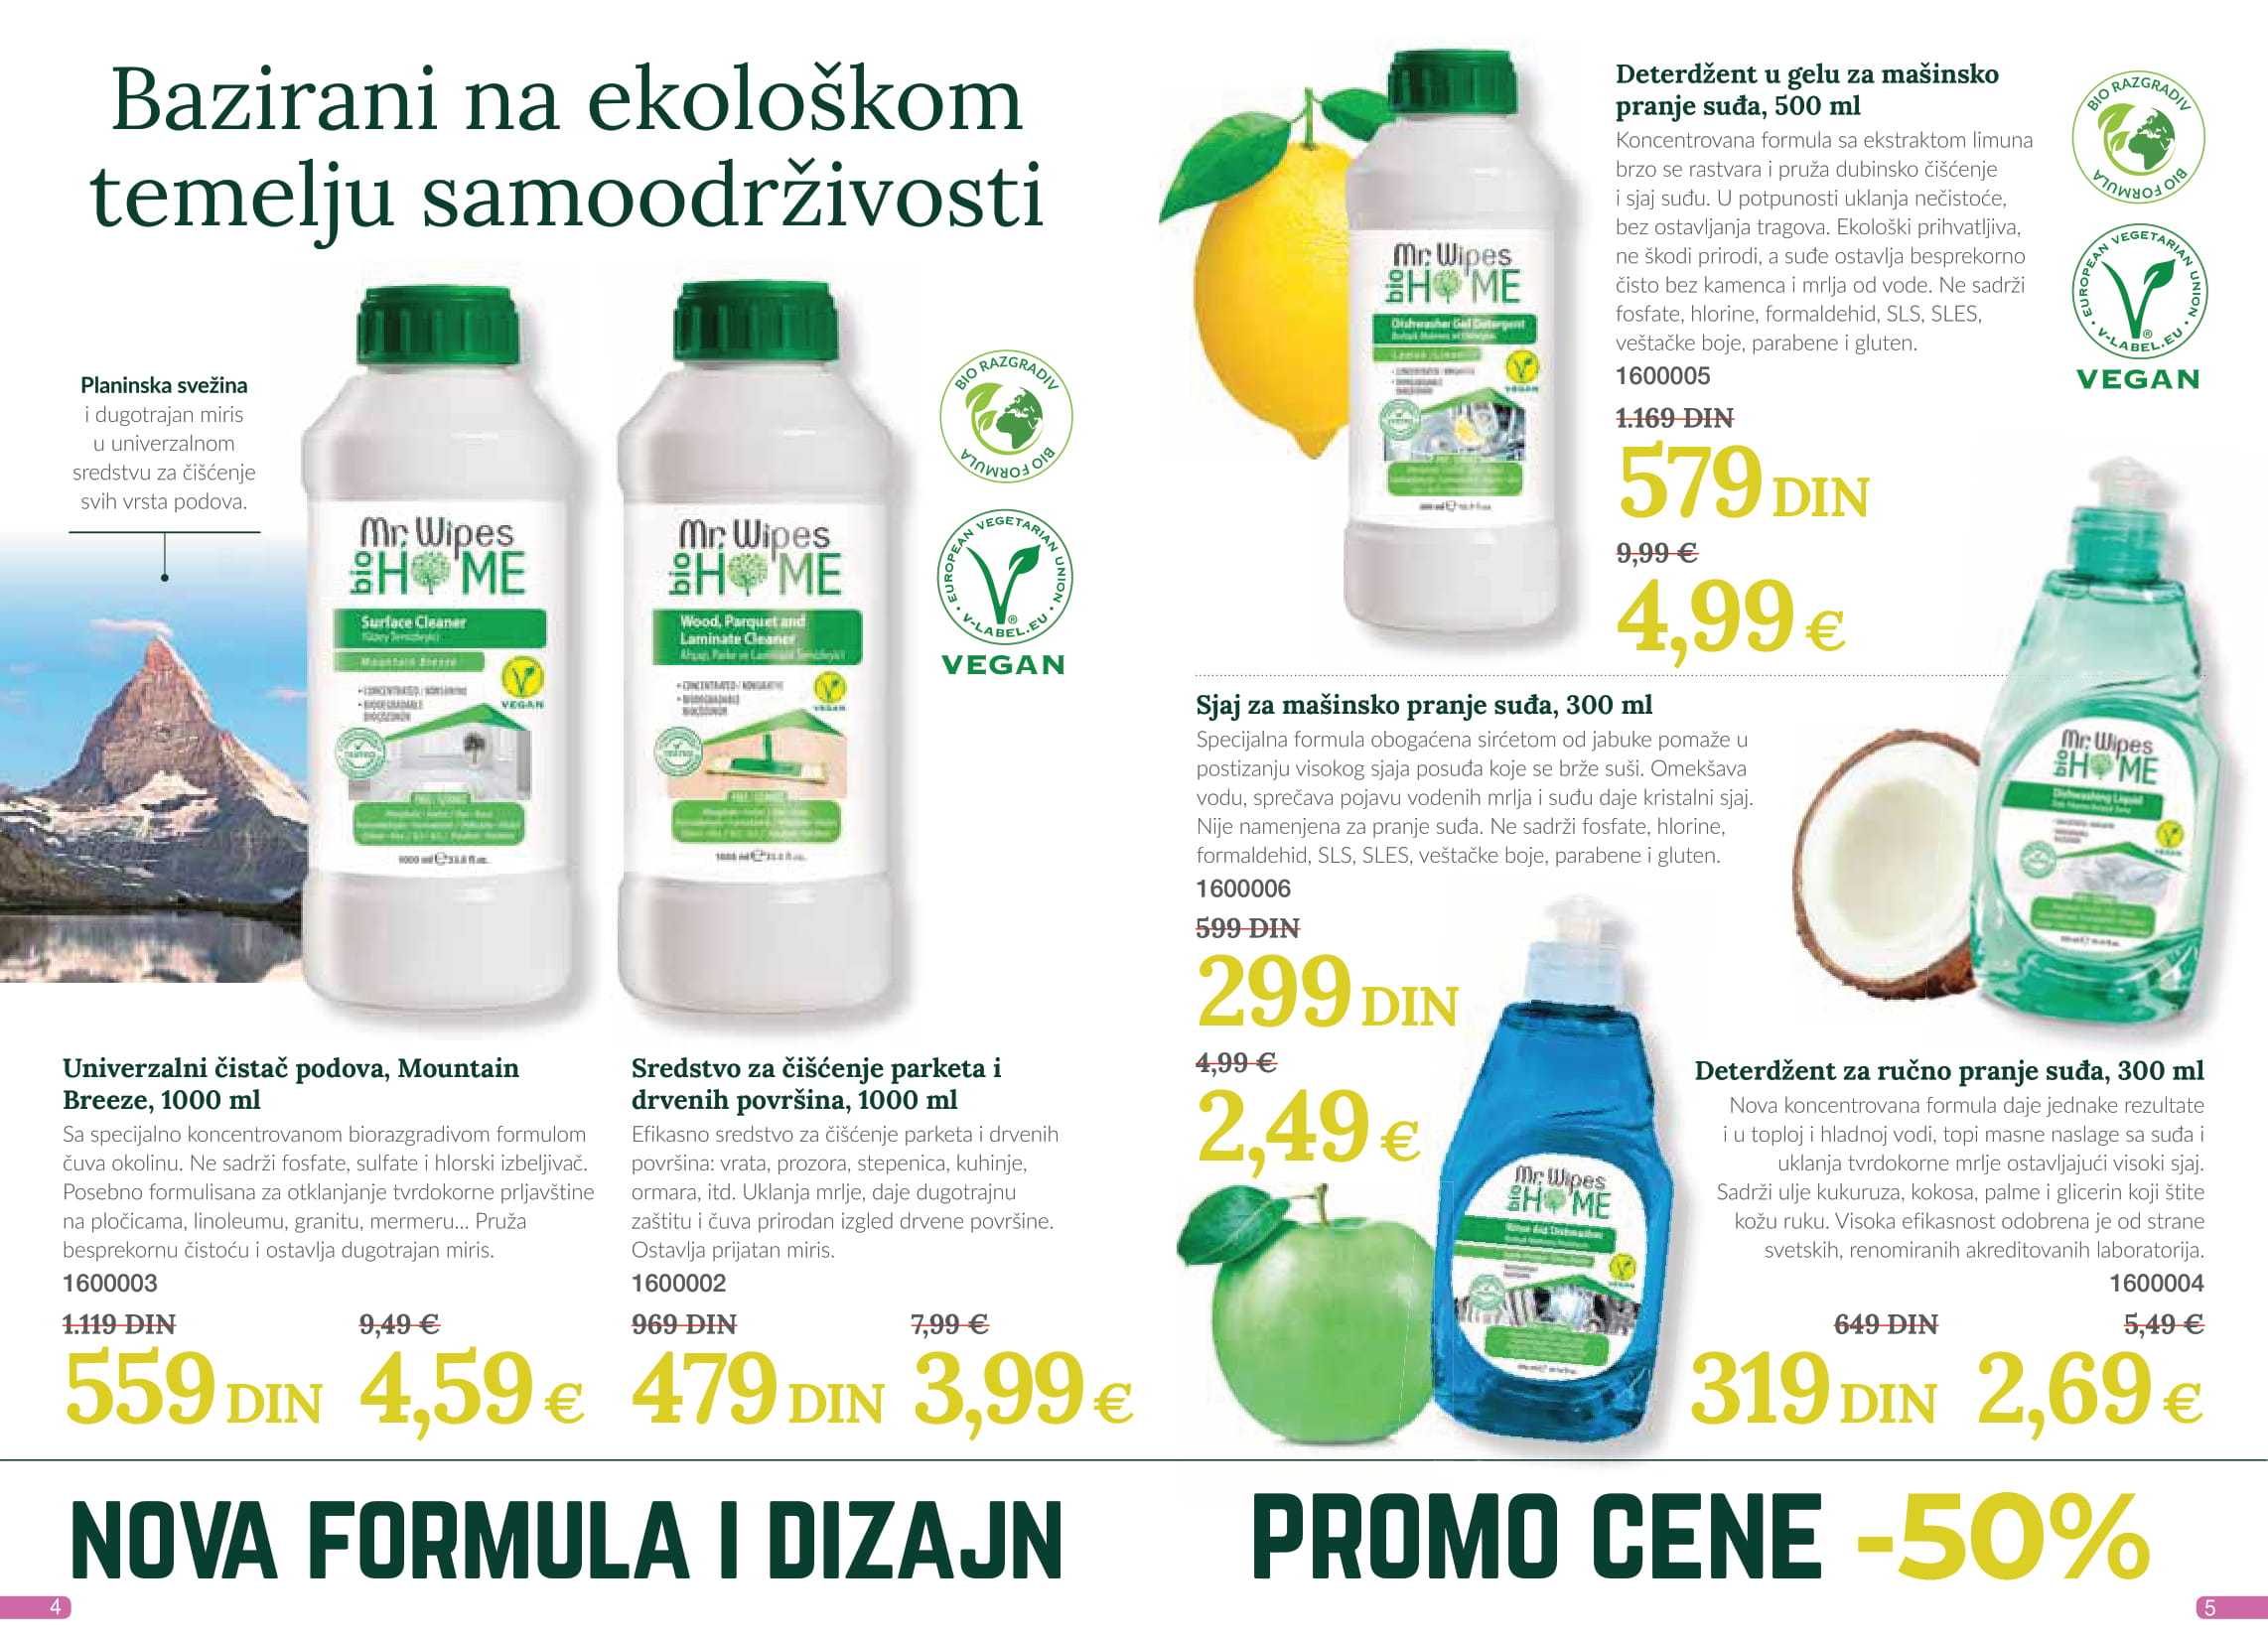 Bazirani na ekološkom
temelju samoodrživosti
Planinska svežina
i dugotrajan miris
u univerzalnom
sredstvu za čišćenje
svih vrsta podova.
Mr. Wipes
bio HOME
Surface Cleaner
Mountain Breeze
VEGAN
1000 ml
Mr. Wipes
bio HOME
Wood, Parquet and
Laminate Cleaner
VEGAN
BIO RAZGRADIV
BIO FORMULA
EUROPEAN VEGETARIAN UNION
V-LABEL.EU
®
VEGAN
Univerzalni čistač podova, Mountain
Breeze, 1000 ml
Sa specijalno koncentrovanom biorazgradivom formulom
čuva okolinu. Ne sadrži fosfate, sulfate i hlorski izbeljivač.
Posebno formulisana za otklanjanje tvrdokorne prljavštine
na pločicama, linoleumu, granitu, mermeru... Pruža
besprekornu čistoću i ostavlja dugotrajan miris.
1600003
1.119 DIN 9,49 €
559 DIN 4,59 €
Sredstvo za čišćenje parketa i
drvenih površina, 1000 ml
Efikasno sredstvo za čišćenje parketa i drvenih
površina: vrata, prozora, stepenica, kuhinje,
ormara, itd. Uklanja mrlje, daje dugotrajnu
zaštitu i čuva prirodan izgled drvene površine.
Ostavlja prijatan miris.
1600002
969 DIN 7,99 €
479 DIN 3,99 €
NOVA FORMULA I DIZAJN
4
Mr. Wipes
bio HOME
Dishwasher Gel Detergent
Deterdžent u gelu za mašinsko
pranje suđa, 500 ml
Koncentrovana formula sa ekstraktom limuna
brzo se rastvara i pruža dubinsko čišćenje
i sjaj suđu. U potpunosti uklanja nečistoće,
bez ostavljanja tragova. Ekološki prihvatljiva,
ne škodi prirodi, a suđe ostavlja besprekorno
čisto bez kamenca i mrlja od vode. Ne sadrži
fosfate, hlorine, formaldehid, SLS, SLES,
veštačke boje, parabene i gluten.
1600005
1.169 DIN
579 DIN
9,99 €
4,99 €
BIO RAZGRADIV
BIO FORMULA
EUROPEAN VEGETARIAN UNION
V-LABEL.EU
®
VEGAN
Sjaj za mašinsko pranje suđa, 300 ml
Specijalna formula obogaćena sirćetom od jabuke pomaže u
postizanju visokog sjaja posuđa koje se brže suši. Omekšava
vodu, sprečava pojavu vodenih mrlja i suđu daje kristalni sjaj.
Nije namenjena za pranje suđa. Ne sadrži fosfate, hlorine,
formaldehid, SLS, SLES, veštačke boje, parabene i gluten.
1600006
599 DIN
299 DIN
4,99 €
2,49 €
Mr. Wipes
bio HOME
Mr. Wipes
bio HOME
Dishwashing Liquid
Deterdžent za ručno pranje suđa, 300 ml
Nova koncentrovana formula daje jednake rezultate
i u toploj i hladnoj vodi, topi masne naslage sa suđa i
uklanja tvrdokorne mrlje ostavljajući visoki sjaj.
Sadrži ulje kukuruza, kokosa, palme i glicerin koji štite
kožu ruku. Visoka efikasnost odobrena je od strane
svetskih, renomiranih akreditovanih laboratorija.
1600004
649 DIN 5,49 €
319 DIN 2,69 €
PROMO CENE -50%
5